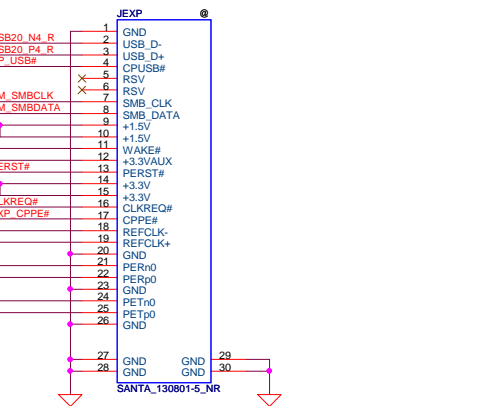 JEXP @
1 GND
SB20_N4_R 2 USB_D-
SB20_P4_R 3 USB_D+
P_USB# 4 CPUSB#
5 RSV
6 RSV
M_SMBCLK 7 SMB_CLK
M_SMBDATA 8 SMB_DATA
9 +1.5V
10 +1.5V
11 WAKE#
12 +3.3VAUX
ERST# 13 PERST#
14 +3.3V
15 +3.3V
LKREQ# 16 CLKREQ#
XP_CPPE# 17 CPPE#
18 REFCLK-
19 REFCLK+
20 GND
21 PERn0
22 PERp0
23 GND
24 PETn0
25 PETp0
26 GND
27 GND GND 29
28 GND GND 30
SANTA_130801-5_NR